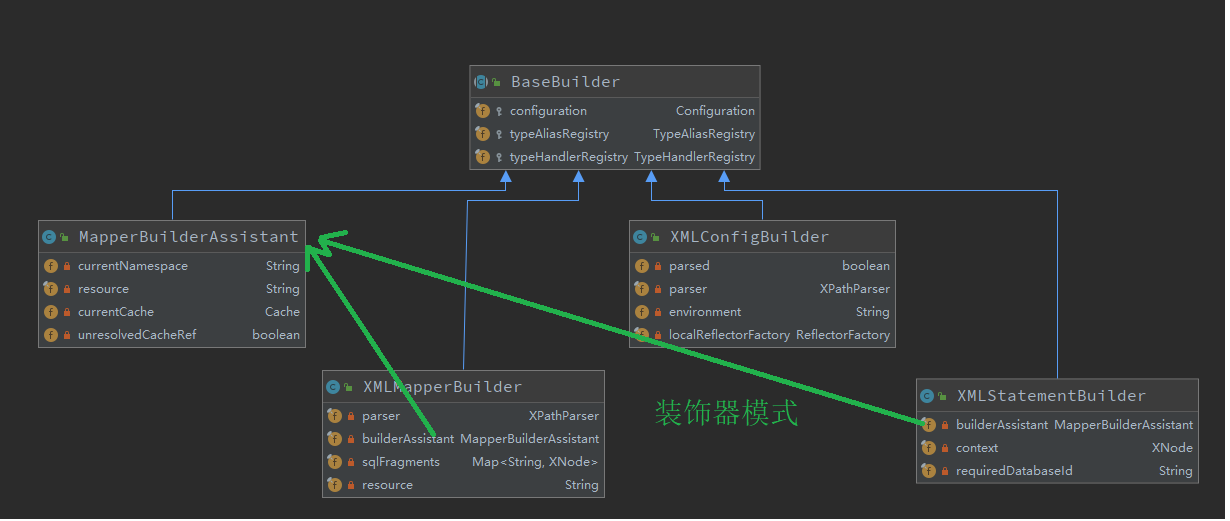 BaseBuilder
configuration Configuration
typeAliasRegistry TypeAliasRegistry
typeHandlerRegistry TypeHandlerRegistry
MapperBuilderAssistant
currentNamespace String
resource String
currentCache Cache
unresolvedCacheRef boolean
XMLConfigBuilder
parsed boolean
parser XPathParser
environment String
localReflectorFactory ReflectorFactory
XMLMapperBuilder
parser XPathParser
builderAssistant MapperBuilderAssistant
sqlFragments Map<String, XNode>
resource String
装饰器模式
XMLStatementBuilder
builderAssistant MapperBuilderAssistant
context XNode
requiredDatabaseId String